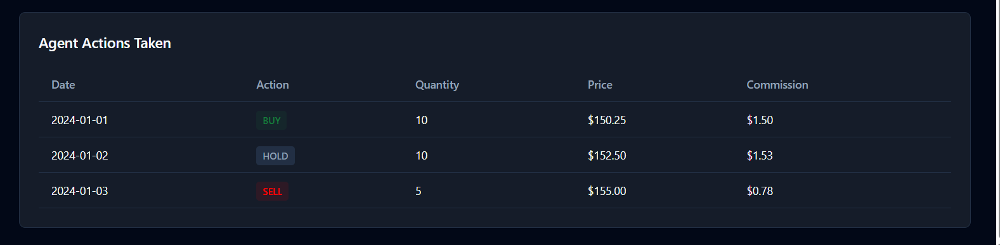 Agent Actions Taken
Date Action Quantity Price Commission
2024-01-01 BUY 10 $150.25 $1.50
2024-01-02 HOLD 10 $152.50 $1.53
2024-01-03 SELL 5 $155.00 $0.78